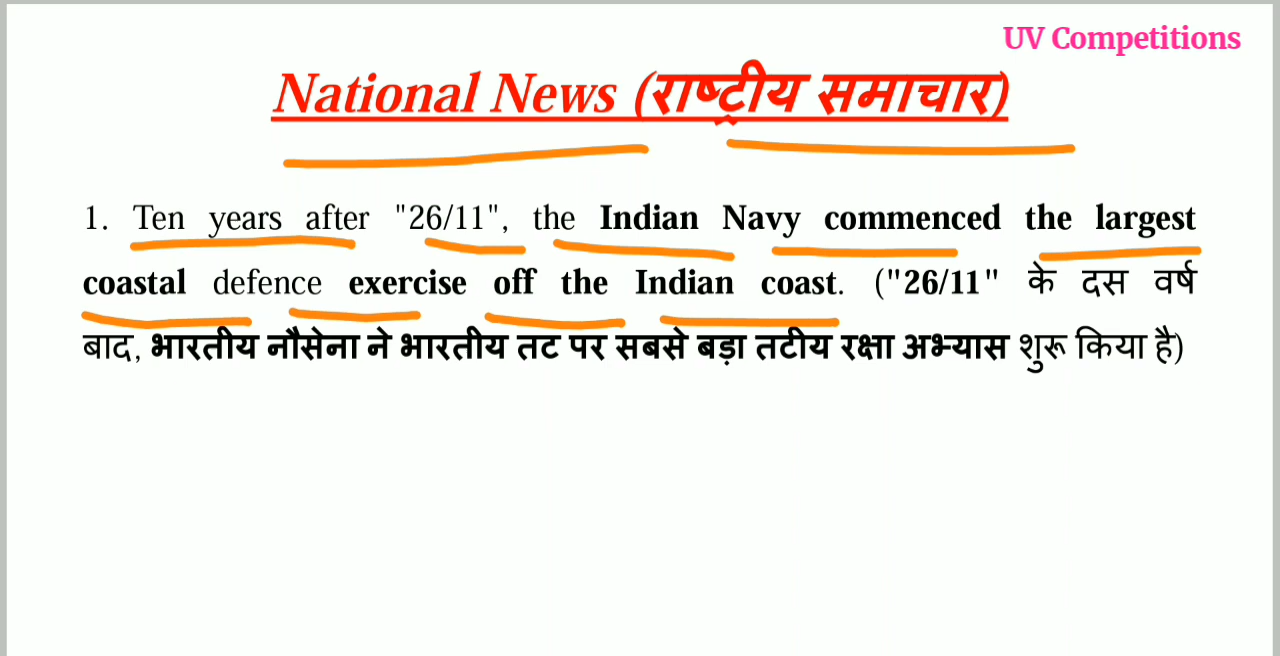 UV Competitions
National News (राष्ट्रीय समाचार)
1. Ten years after "26/11", the Indian Navy commenced the largest
coastal defence exercise off the Indian coast. ("26/11" के दस वर्ष
बाद, भारतीय नौसेना ने भारतीय तट पर सबसे बड़ा तटीय रक्षा अभ्यास शुरू किया है)